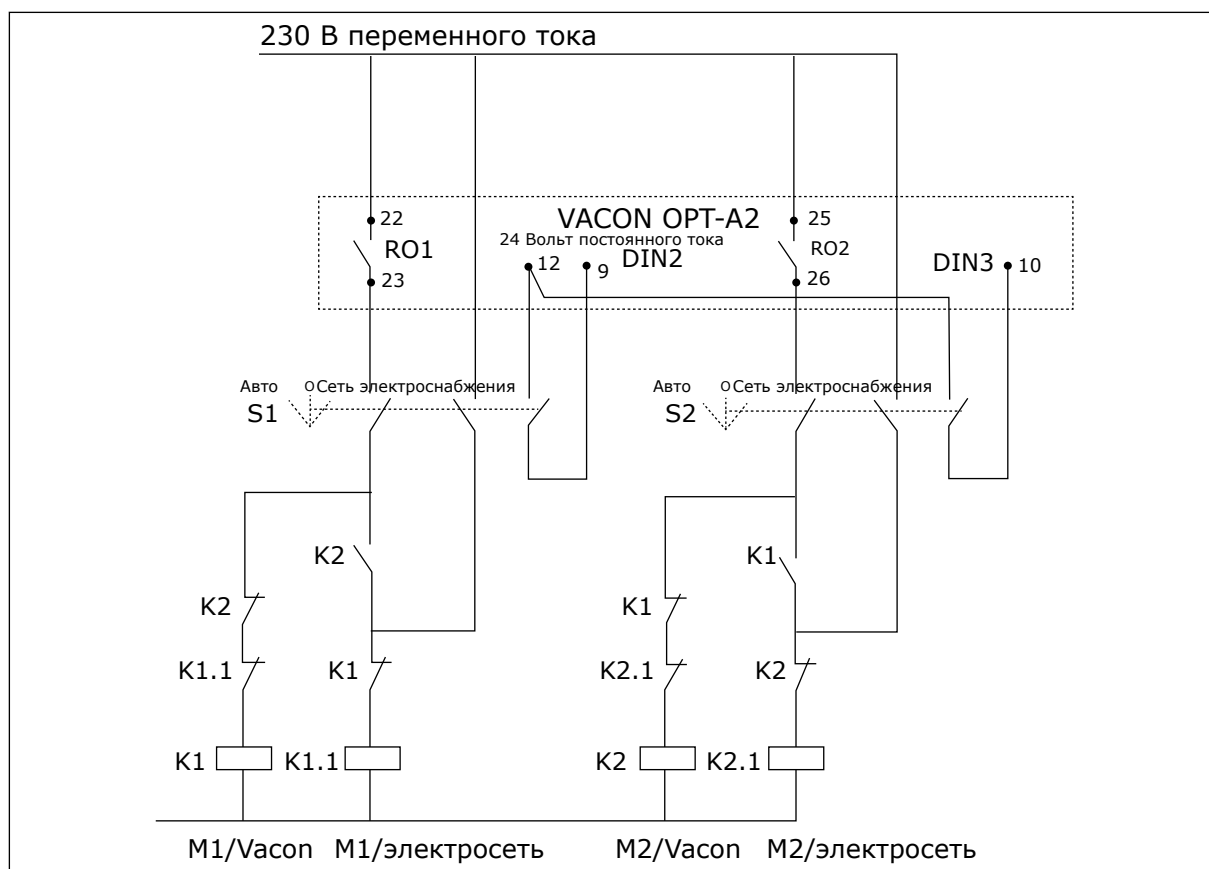 230 В переменного тока
22
VACON OPT-A2
25
24 Вольт постоянного тока
RO1
12
9
DIN2
RO2
DIN3
10
23
26
Авто
O
Сеть электроснабжения
Авто
O
Сеть электроснабжения
S1
S2
K2
K1
K2
K1
K1.1
K1
K2.1
K2
K1
K1.1
K2
K2.1
M1/Vacon
M1/электросеть
M2/Vacon
M2/электросеть